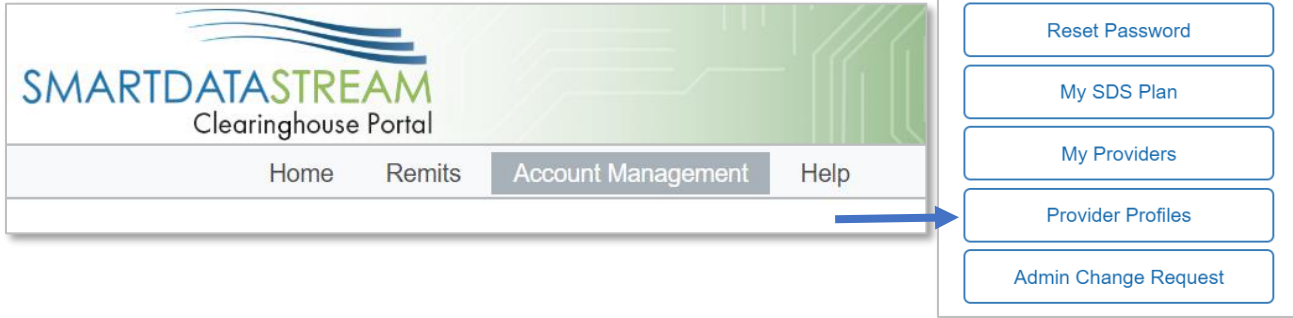 SMARTDATASTREAM
Clearinghouse Portal
Home Remits Account Management Help
Reset Password
My SDS Plan
My Providers
Provider Profiles
Admin Change Request